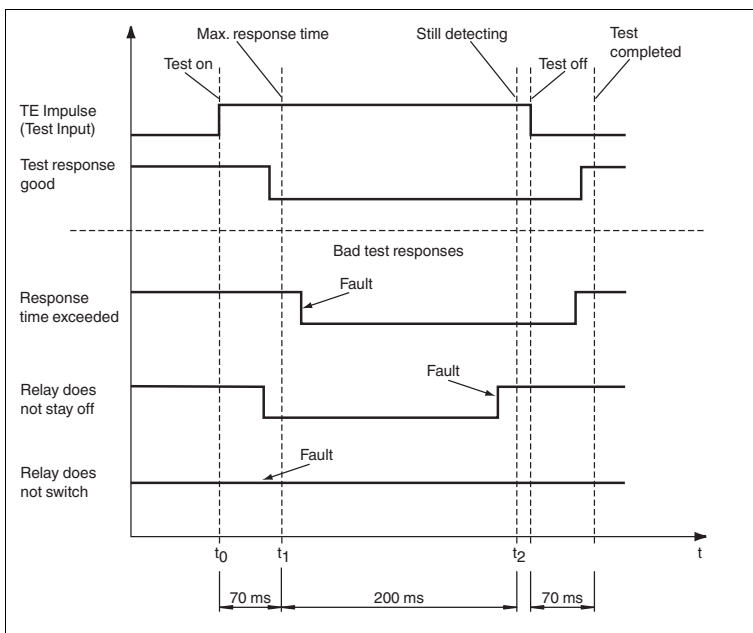 Max. response time
Still detecting
Test
completed
Test on
Test off
TE Impulse
(Test Input)
Test response
good
Bad test responses
Fault
Response
time exceeded
Fault
Relay does
not stay off
Fault
Relay does
not switch
t0
t1
t2
t
70 ms
200 ms
70 ms